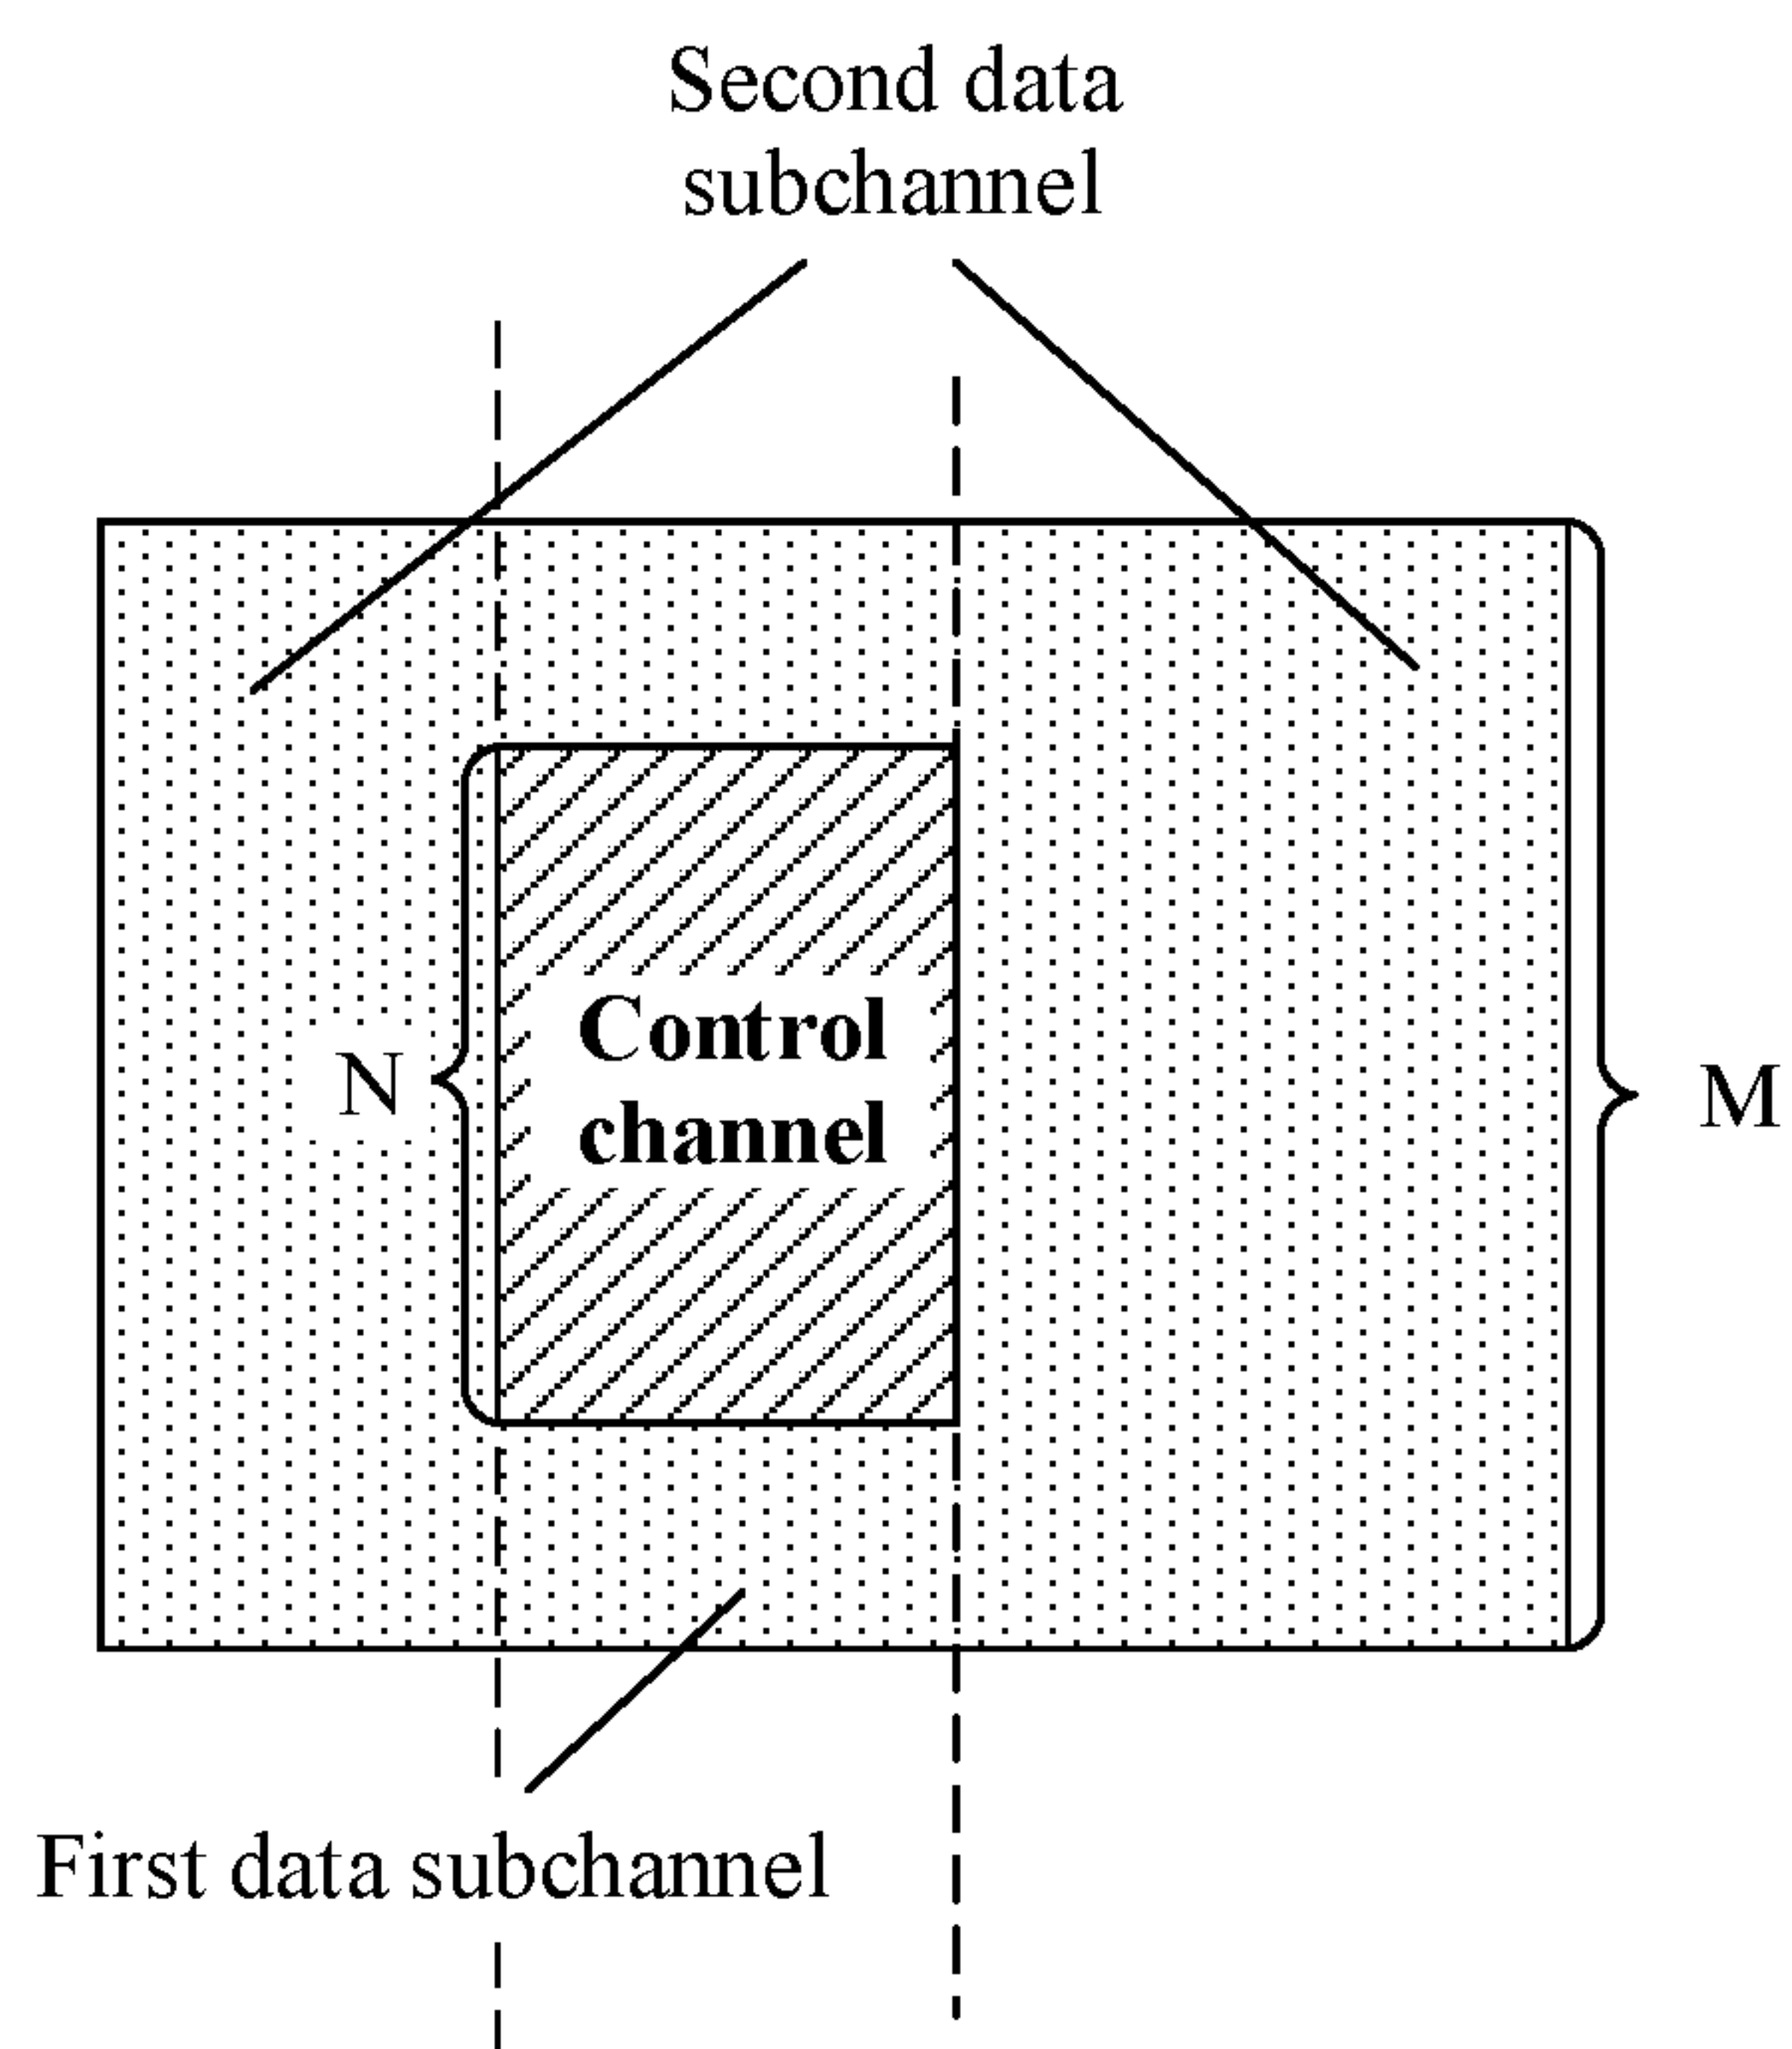 Second data
subchannel
Control
channel
N
M
First data subchannel